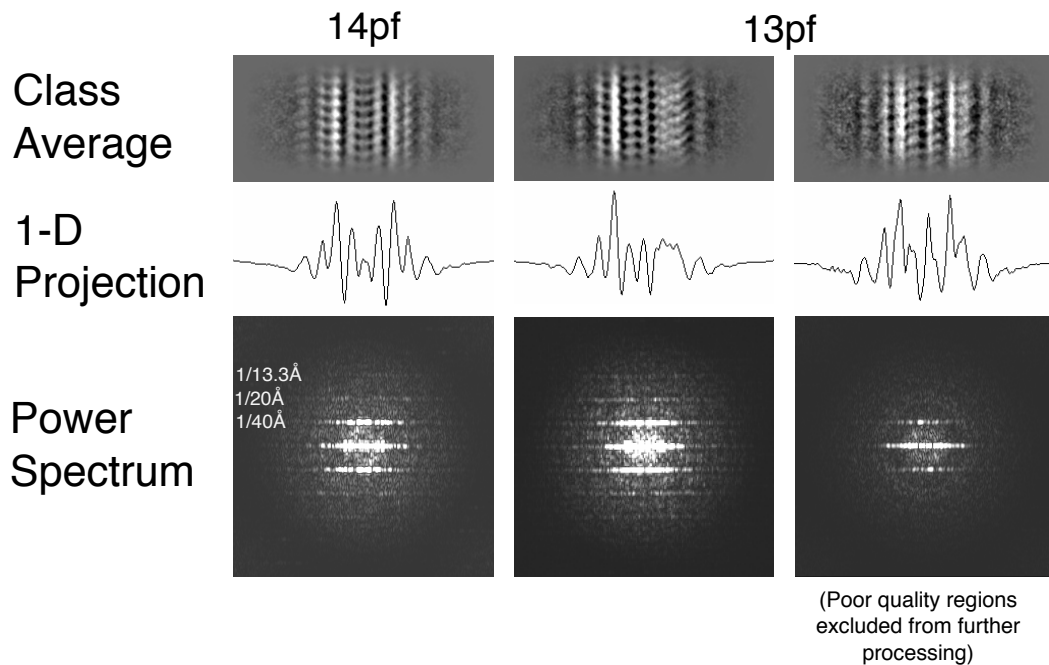 14pf
13pf
Class
Average
1-D
Projection
Power
Spectrum
1/13.3Å
1/20Å
1/40Å
(Poor quality regions
excluded from further
processing)